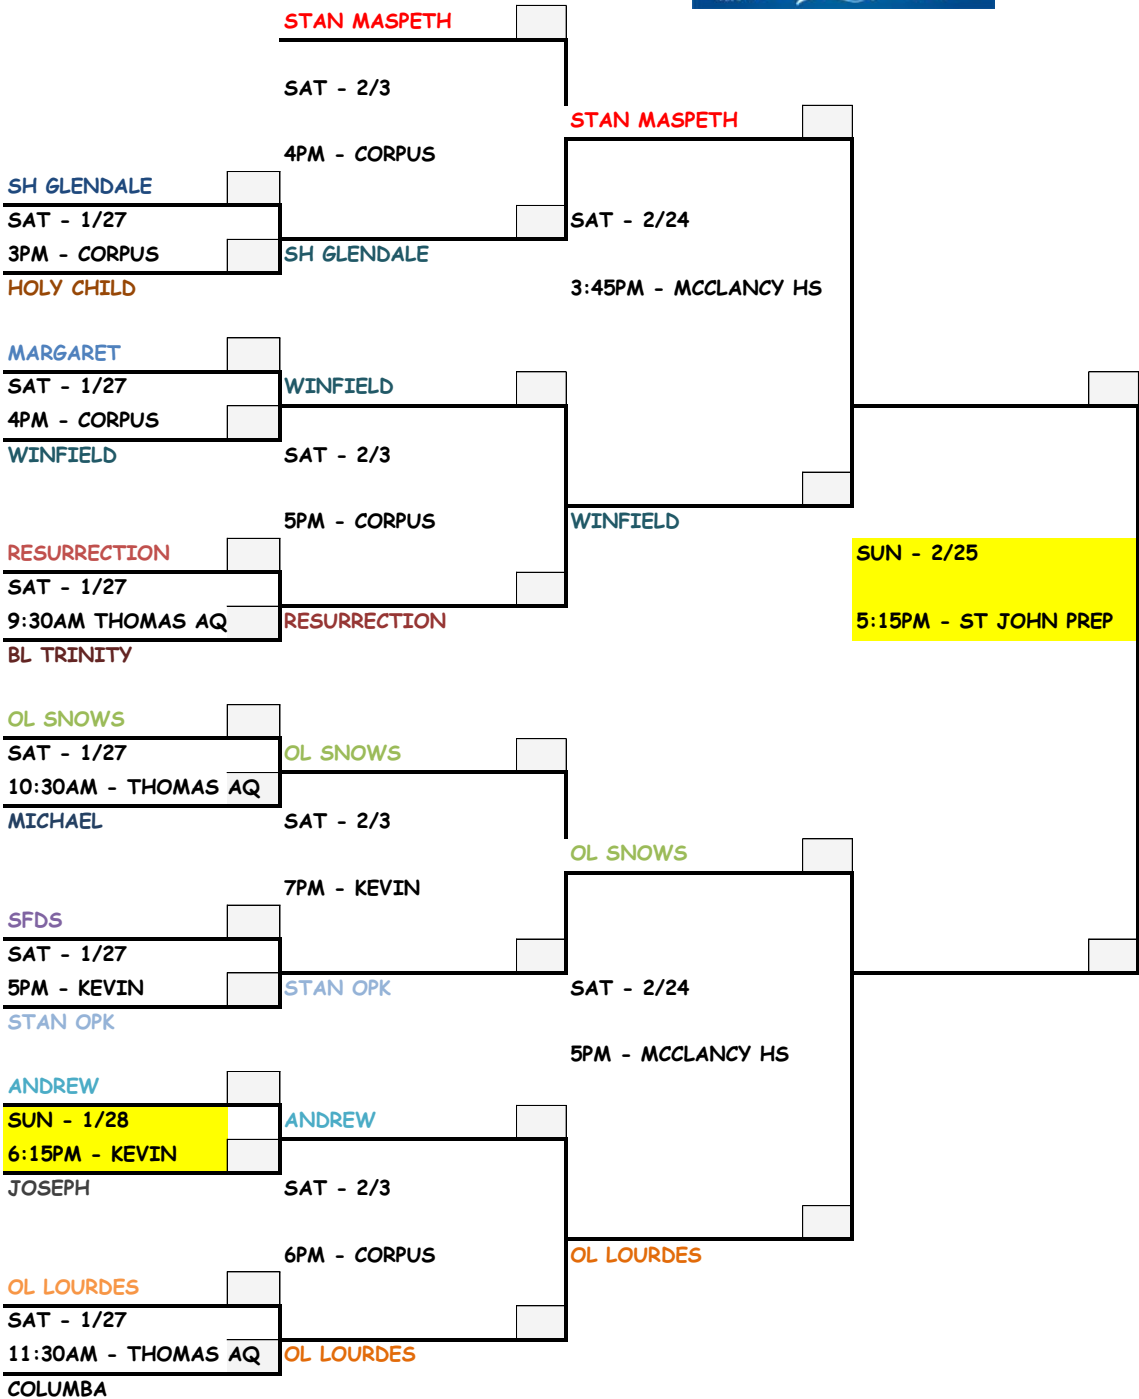 STAN MASPETH
SAT - 2/3
STAN MASPETH
4PM - CORPUS
SH GLENDALE
SAT - 1/27
SAT - 2/24
3PM - CORPUS
SH GLENDALE
HOLY CHILD
3:45PM - MCCLANCY HS
MARGARET
SAT - 1/27
WINFIELD
4PM - CORPUS
WINFIELD
SAT - 2/3
5PM - CORPUS
WINFIELD
RESURRECTION
SUN - 2/25
SAT - 1/27
9:30AM THOMAS AQ
RESURRECTION
5:15PM - ST JOHN PREP
BL TRINITY
OL SNOWS
SAT - 1/27
OL SNOWS
10:30AM - THOMAS AQ
MICHAEL
SAT - 2/3
OL SNOWS
7PM - KEVIN
SFDS
SAT - 1/27
5PM - KEVIN
STAN OPK
SAT - 2/24
STAN OPK
5PM - MCCLANCY HS
ANDREW
SUN - 1/28
ANDREW
6:15PM - KEVIN
JOSEPH
SAT - 2/3
6PM - CORPUS
OL LOURDES
OL LOURDES
SAT - 1/27
11:30AM - THOMAS AQ
OL LOURDES
COLUMBA